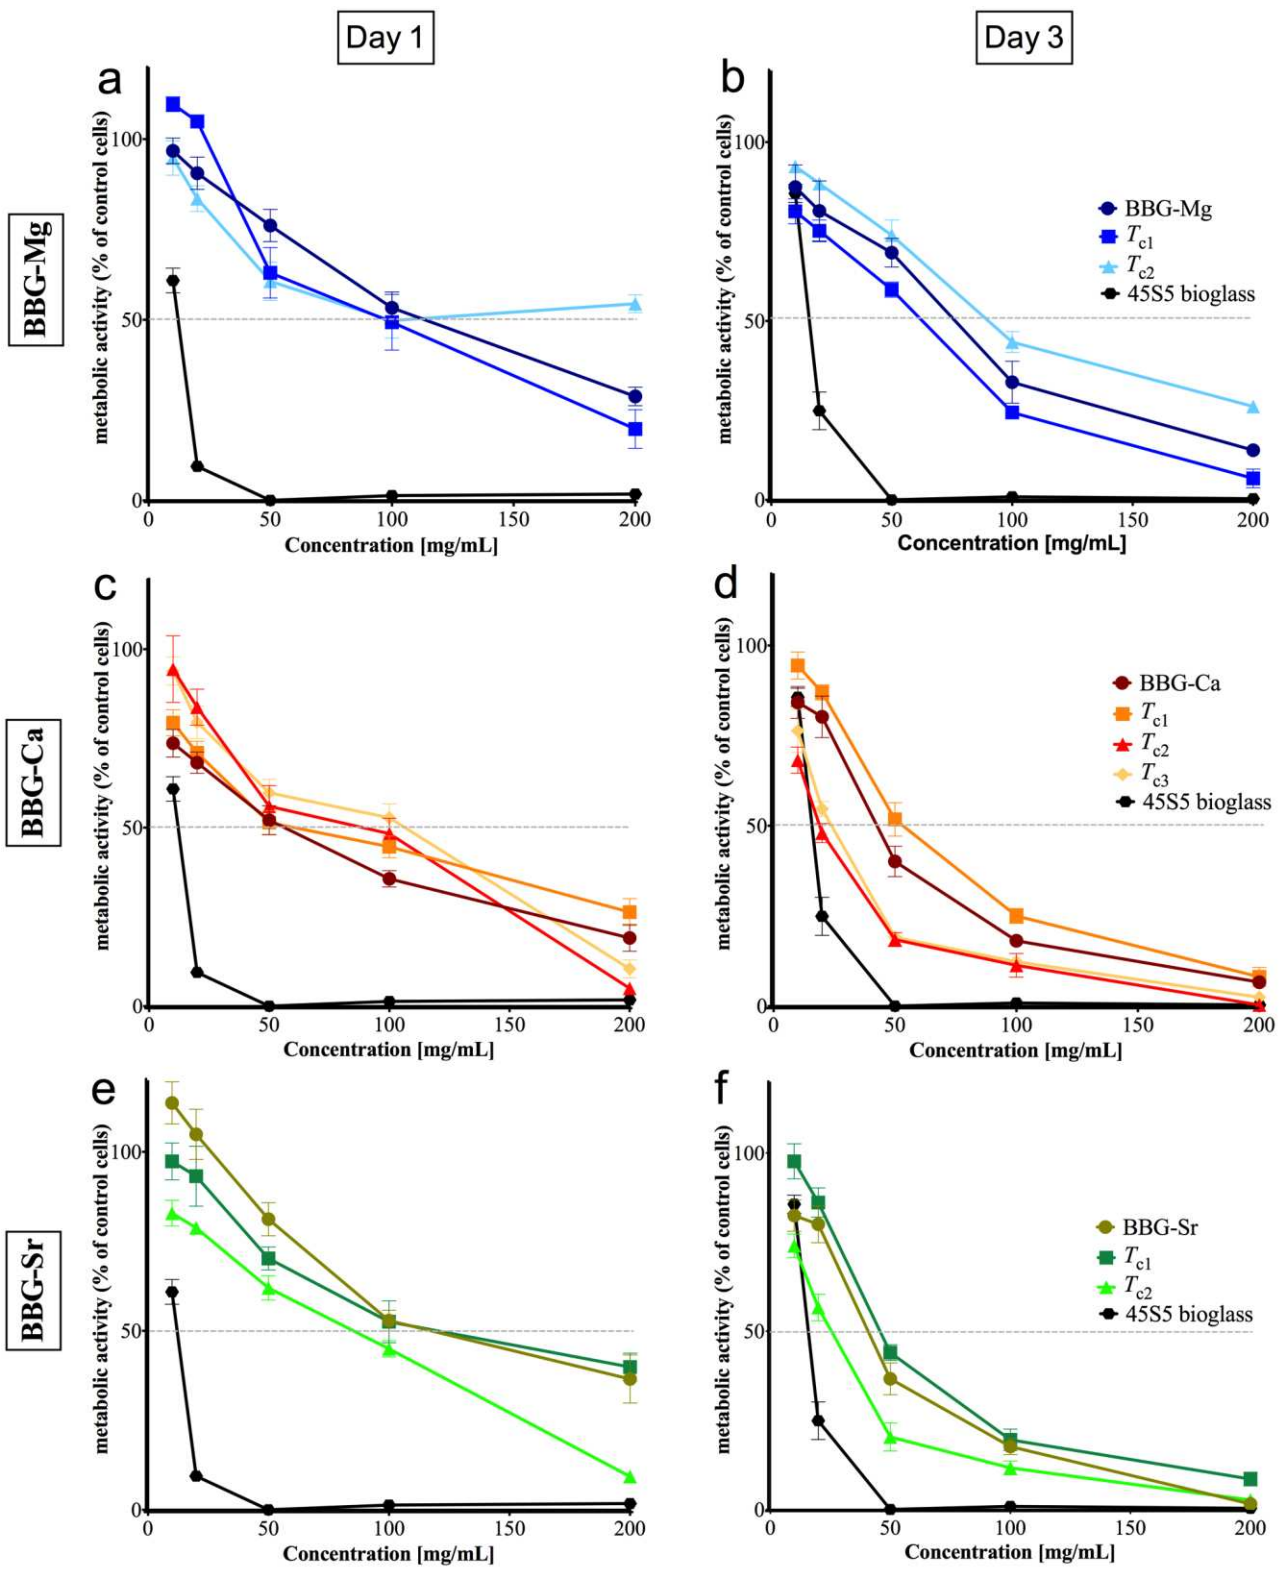 Day 1
Day 3
BBG-Mg
a
metabolic activity (% of control cells)
100
50
0
0 50 100 150 200
Concentration [mg/mL]
b
metabolic activity (% of control cells)
100
50
0
0 50 100 150 200
Concentration [mg/mL]
BBG-Mg
Tc1
Tc2
45S5 bioglass
BBG-Ca
c
metabolic activity (% of control cells)
100
50
0
0 50 100 150 200
Concentration [mg/mL]
d
metabolic activity (% of control cells)
100
50
0
0 50 100 150 200
Concentration [mg/mL]
BBG-Ca
Tc1
Tc2
Tc3
45S5 bioglass
BBG-Sr
e
metabolic activity (% of control cells)
100
50
0
0 50 100 150 200
Concentration [mg/mL]
f
metabolic activity (% of control cells)
100
50
0
0 50 100 150 200
Concentration [mg/mL]
BBG-Sr
Tc1
Tc2
45S5 bioglass